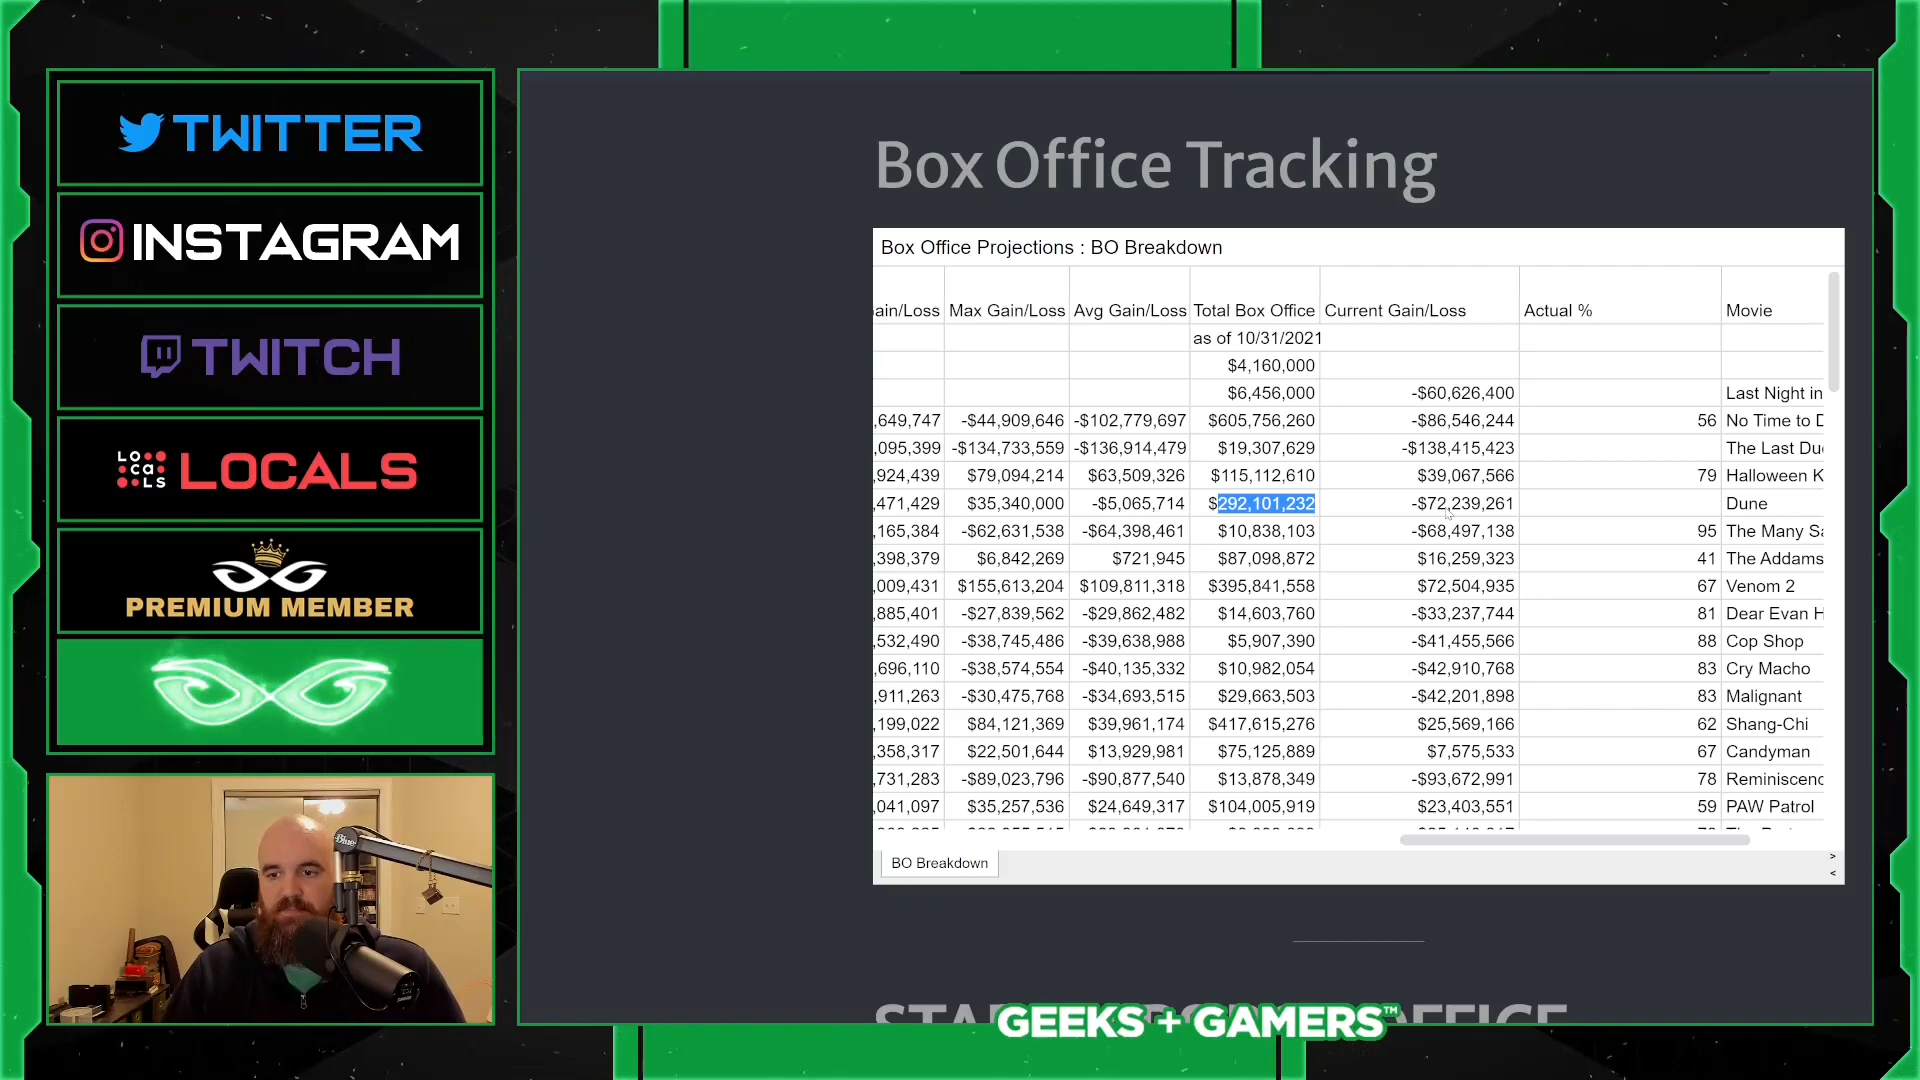 TWITTER
INSTAGRAM
TWITCH
LOCALS
LOCALS
PREMIUM MEMBER
Box Office Tracking
Box Office Projections : BO Breakdown
ain/Loss Max Gain/Loss Avg Gain/Loss Total Box Office Current Gain/Loss Actual % Movie
as of 10/31/2021
$4,160,000
$6,456,000 -$60,626,400 Last Night in
,649,747 -$44,909,646 -$102,779,697 $605,756,260 -$86,546,244 56 No Time to D
,095,399 -$134,733,559 -$136,914,479 $19,307,629 -$138,415,423 The Last Du
,924,439 $79,094,214 $63,509,326 $115,112,610 $39,067,566 79 Halloween K
,471,429 $35,340,000 -$5,065,714 $292,101,232 -$72,239,261 Dune
,165,384 -$62,631,538 -$64,398,461 $10,838,103 -$68,497,138 95 The Many Sa
,398,379 $6,842,269 $721,945 $87,098,872 $16,259,323 41 The Addams
,009,431 $155,613,204 $109,811,318 $395,841,558 $72,504,935 67 Venom 2
,885,401 -$27,839,562 -$29,862,482 $14,603,760 -$33,237,744 81 Dear Evan H
,532,490 -$38,745,486 -$39,638,988 $5,907,390 -$41,455,566 88 Cop Shop
,696,110 -$38,574,554 -$40,135,332 $10,982,054 -$42,910,768 83 Cry Macho
,911,263 -$30,475,768 -$34,693,515 $29,663,503 -$42,201,898 83 Malignant
,199,022 $84,121,369 $39,961,174 $417,615,276 $25,569,166 62 Shang-Chi
,358,317 $22,501,644 $13,929,981 $75,125,889 $7,575,533 67 Candyman
,731,283 -$89,023,796 -$90,877,540 $13,878,349 -$93,672,991 78 Reminiscenc
,041,097 $35,257,536 $24,649,317 $104,005,919 $23,403,551 59 PAW Patrol
BO Breakdown
GEEKS + GAMERS™